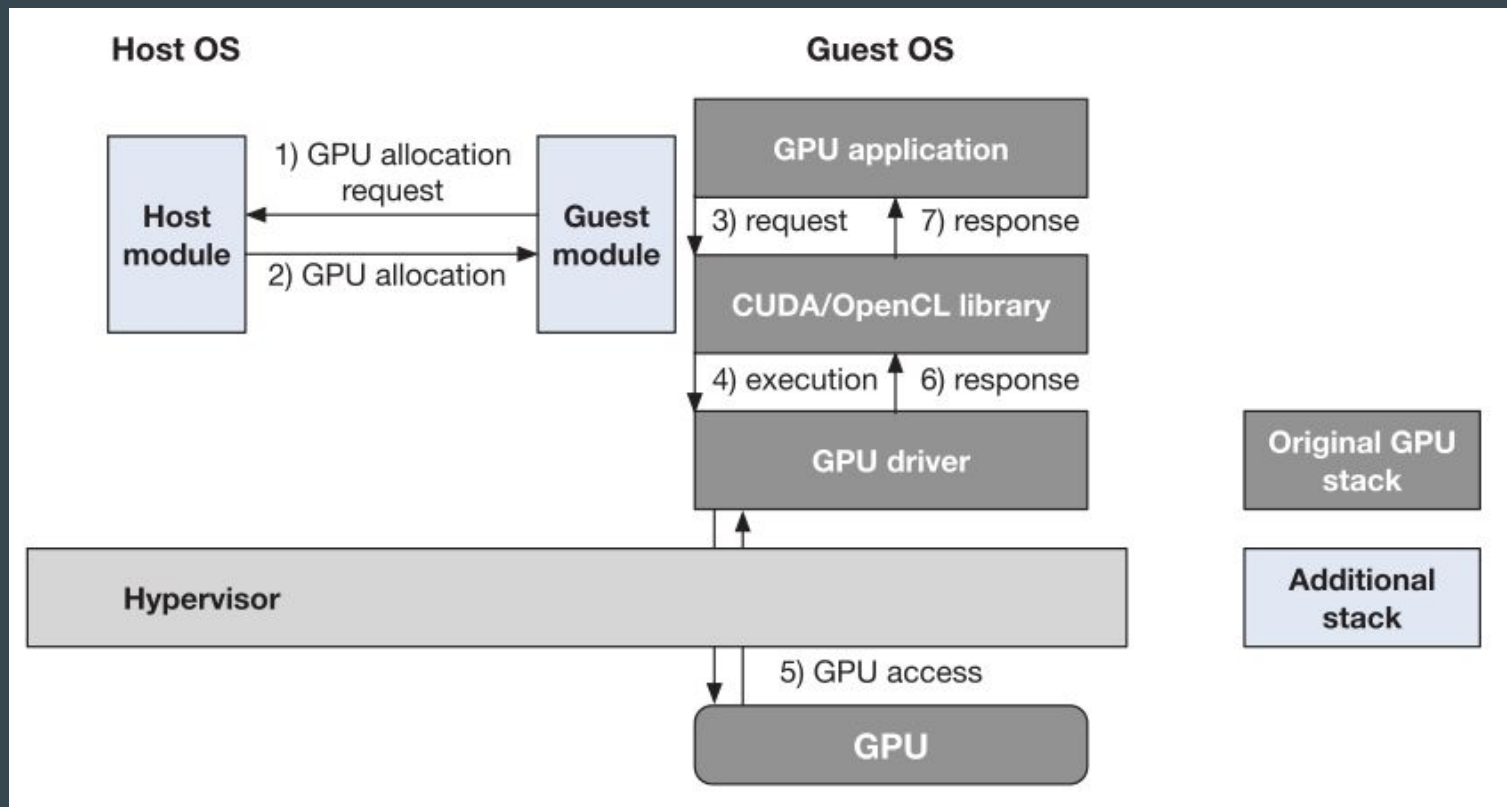 Host OS
Guest OS
GPU application
1) GPU allocation
request
Host
module
Guest
module
2) GPU allocation
3) request
7) response
CUDA/OpenCL library
4) execution
6) response
GPU driver
Original GPU
stack
Hypervisor
Additional
stack
5) GPU access
GPU